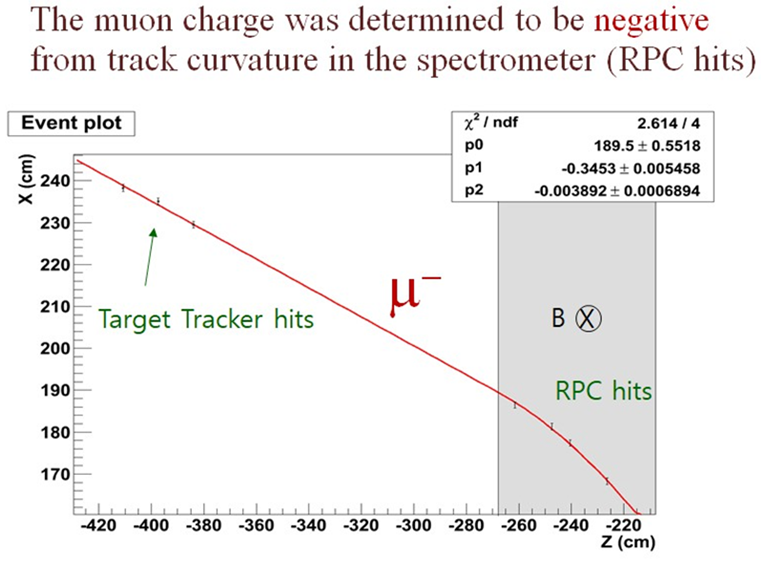 The muon charge was determined to be negative
from track curvature in the spectrometer (RPC hits)
Event plot
χ² / ndf 2.614 / 4
p0 189.5 ± 0.5518
p1 -0.3453 ± 0.005458
p2 -0.003892 ± 0.0006894
X (cm)
240
230
220
210
200
190
180
170
μ⁻
Target Tracker hits
B ⓧ
RPC hits
-420 -400 -380 -360 -340 -320 -300 -280 -260 -240 -220
Z (cm)